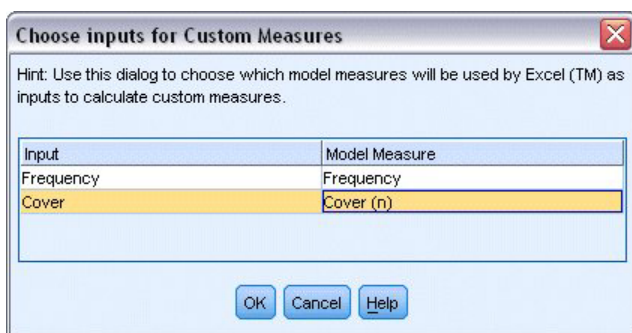 Choose inputs for Custom Measures
Hint: Use this dialog to choose which model measures will be used by Excel (TM) as
inputs to calculate custom measures.
Input Model Measure
Frequency Frequency
Cover Cover (n)
OK Cancel Help